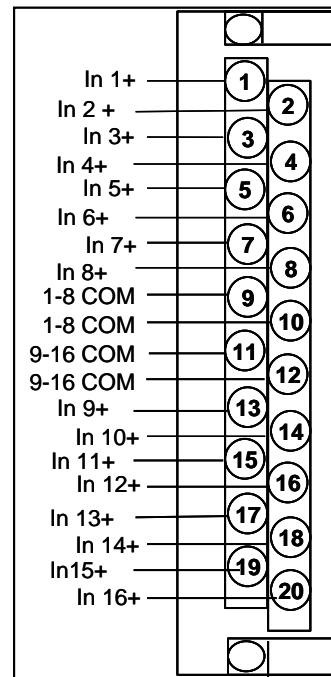 In 1+ 1
In 2 + 2
In 3+ 3
In 4+ 4
In 5+ 5
In 6+ 6
In 7+ 7
In 8+ 8
1-8 COM 9
1-8 COM 10
9-16 COM 11
9-16 COM 12
In 9+ 13
In 10+ 14
In 11+ 15
In 12+ 16
In 13+ 17
In 14+ 18
In15+ 19
In 16+ 20